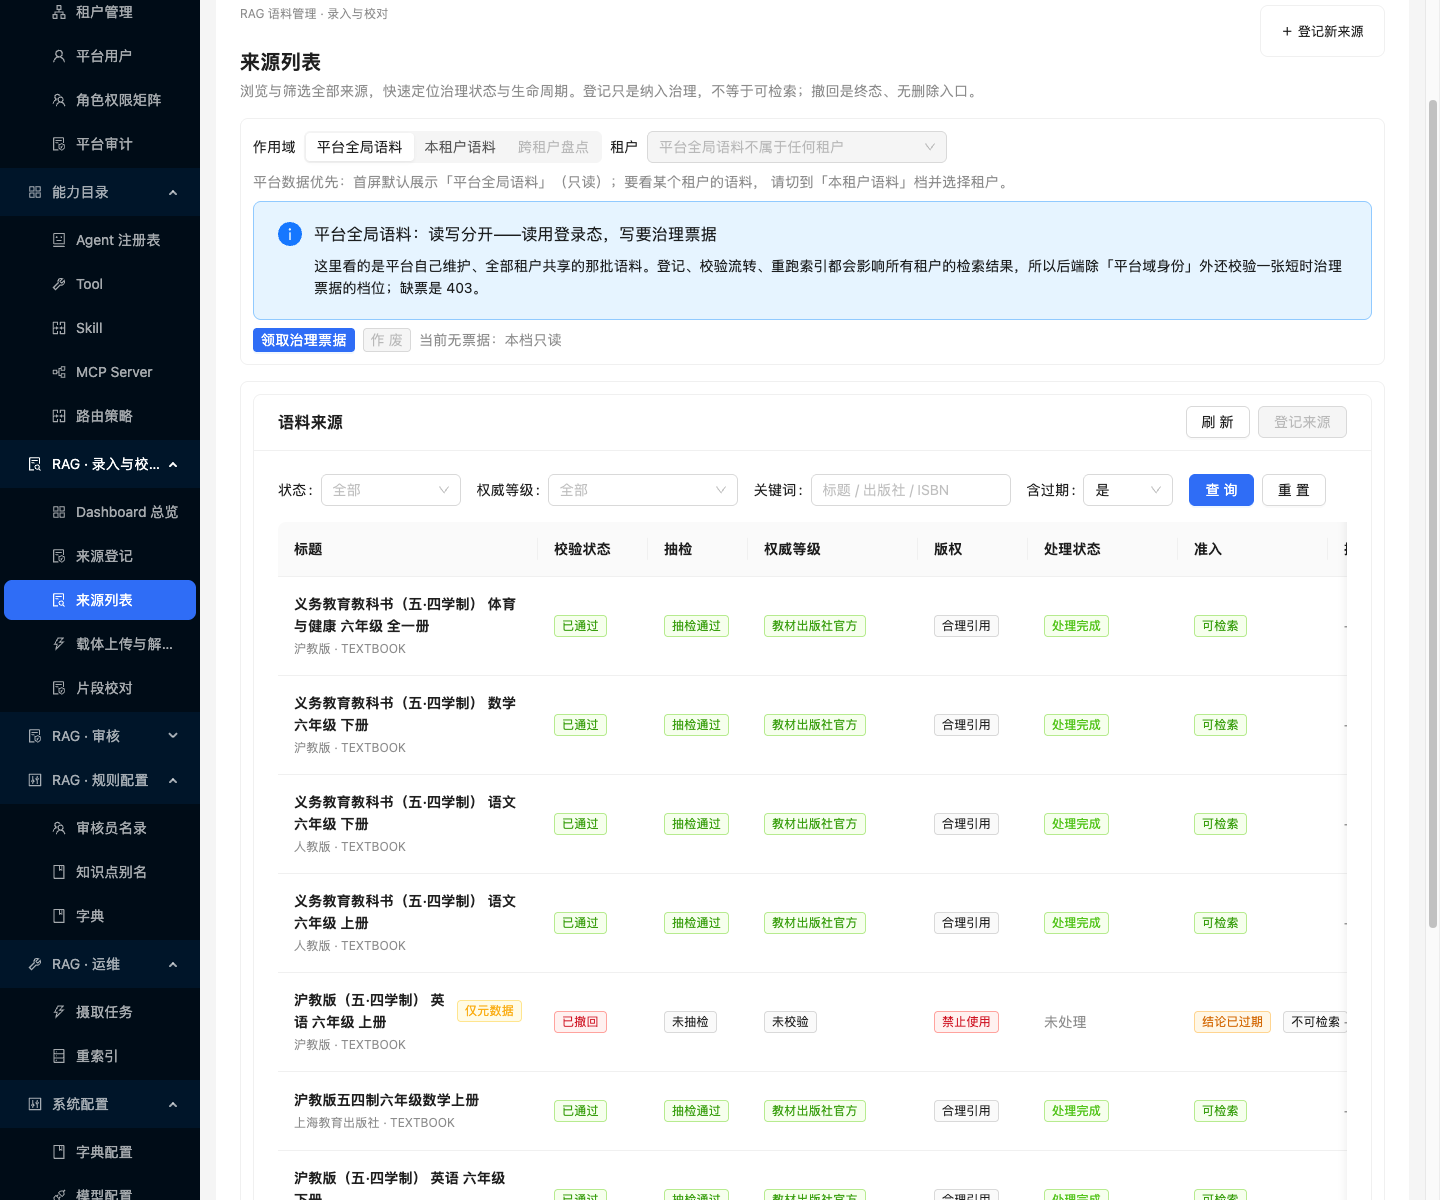 租户管理
平台用户
角色权限矩阵
平台审计
能力目录
Agent 注册表
Tool
Skill
MCP Server
路由策略
RAG · 录入与校...
Dashboard 总览
来源登记
来源列表
载体上传与解...
片段校对
RAG · 审核
RAG · 规则配置
审核员名录
知识点别名
字典
RAG · 运维
摄取任务
重索引
系统配置
字典配置
模型配置
RAG 语料管理 · 录入与校对
+ 登记新来源
来源列表
浏览与筛选全部来源，快速定位治理状态与生命周期。登记只是纳入治理，不等于可检索；撤回是终态、无删除入口。
作用域 平台全局语料 本租户语料 跨租户盘点 租户 平台全局语料不属于任何租户
平台数据优先：首屏默认展示「平台全局语料」（只读）；要看某个租户的语料， 请切到「本租户语料」档并选择租户。
平台全局语料：读写分开——读用登录态，写要治理票据
这里看的是平台自己维护、全部租户共享的那批语料。登记、校验流转、重跑索引都会影响所有租户的检索结果，所以后端除「平台域身份」外还校验一张短时治理
票据的档位；缺票是 403。
领取治理票据 作 废 当前无票据：本档只读
语料来源 刷 新 登记来源
状态： 全部 权威等级： 全部 关键词： 标题 / 出版社 / ISBN 含过期： 是 查 询 重 置
标题 校验状态 抽检 权威等级 版权 处理状态 准入
义务教育教科书（五·四学制） 体育
与健康 六年级 全一册
沪教版 · TEXTBOOK
已通过 抽检通过 教材出版社官方 合理引用 处理完成 可检索 -
义务教育教科书（五·四学制） 数学
六年级 下册
沪教版 · TEXTBOOK
已通过 抽检通过 教材出版社官方 合理引用 处理完成 可检索 -
义务教育教科书（五·四学制） 语文
六年级 下册
人教版 · TEXTBOOK
已通过 抽检通过 教材出版社官方 合理引用 处理完成 可检索 -
义务教育教科书（五·四学制） 语文
六年级 上册
人教版 · TEXTBOOK
已通过 抽检通过 教材出版社官方 合理引用 处理完成 可检索 -
沪教版（五·四学制） 英
语 六年级 上册
仅元数据
沪教版 · TEXTBOOK
已撤回 未抽检 未校验 禁止使用 未处理 结论已过期 不可检索 -
沪教版五四制六年级数学上册
上海教育出版社 · TEXTBOOK
已通过 抽检通过 教材出版社官方 合理引用 处理完成 可检索 -
沪教版（五·四学制） 英语 六年级
下册
已通过 抽检通过 教材出版社官方 合理引用 处理完成 可检索